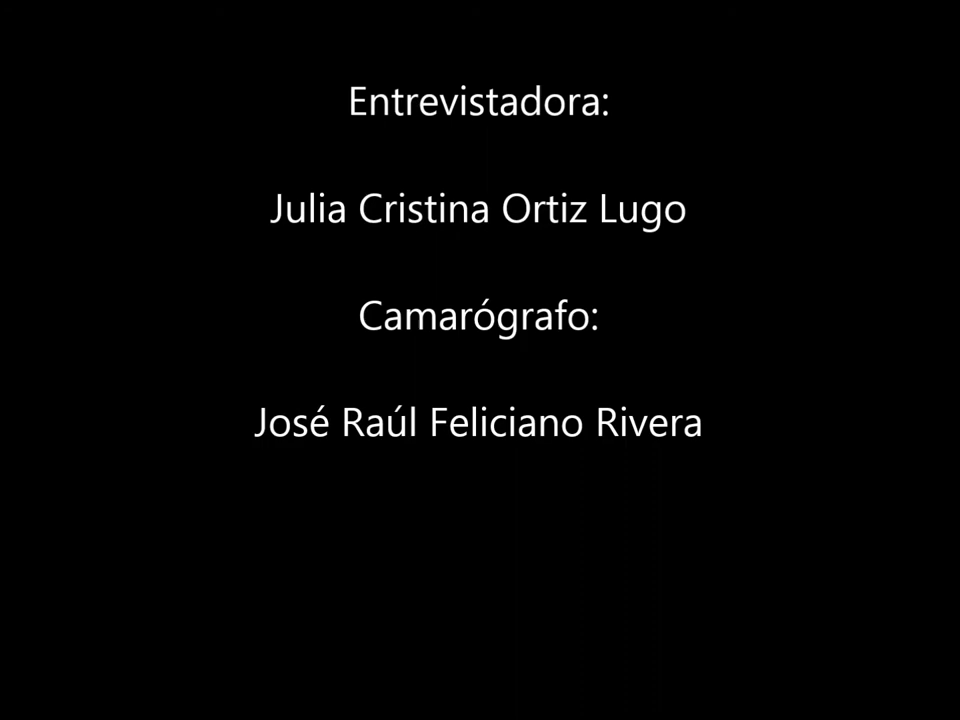 Entrevistadora:
Julia Cristina Ortiz Lugo
Camarógrafo:
José Raúl Feliciano Rivera